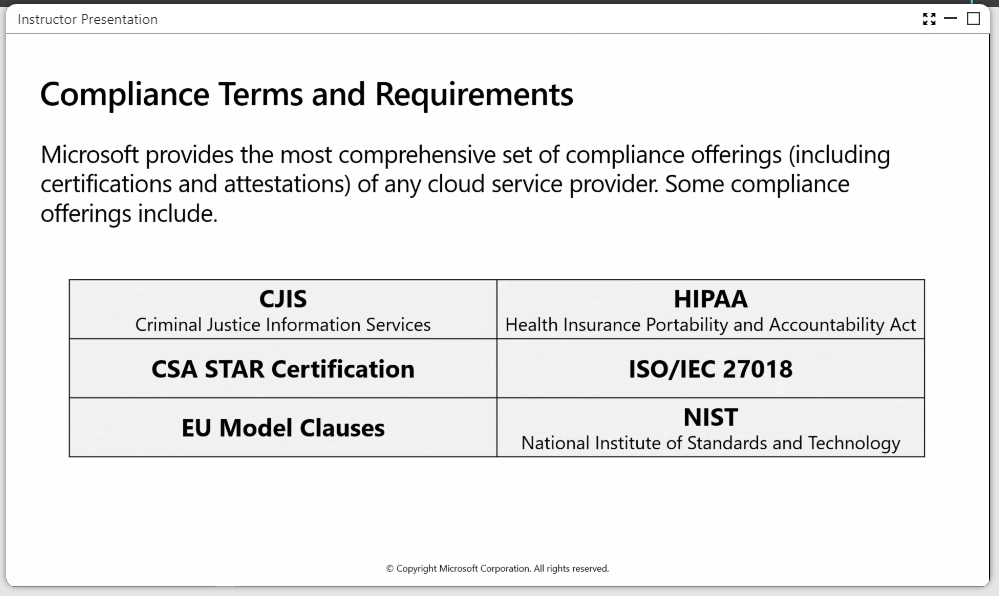 Instructor Presentation
Compliance Terms and Requirements
Microsoft provides the most comprehensive set of compliance offerings (including
certifications and attestations) of any cloud service provider. Some compliance
offerings include.
CJIS
Criminal Justice Information Services
HIPAA
Health Insurance Portability and Accountability Act
CSA STAR Certification
ISO/IEC 27018
EU Model Clauses
NIST
National Institute of Standards and Technology
© Copyright Microsoft Corporation. All rights reserved.